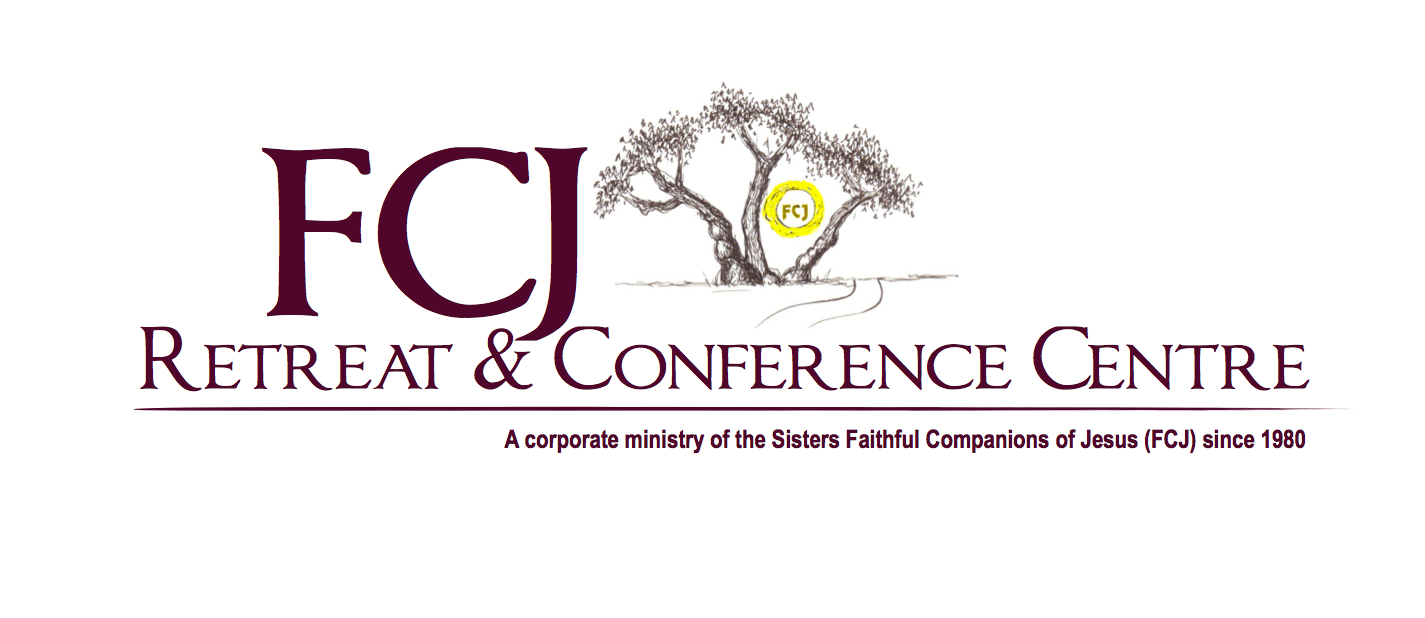 FCJ
FCJ
RETREAT & CONFERENCE CENTRE
A corporate ministry of the Sisters Faithful Companions of Jesus (FCJ) since 1980